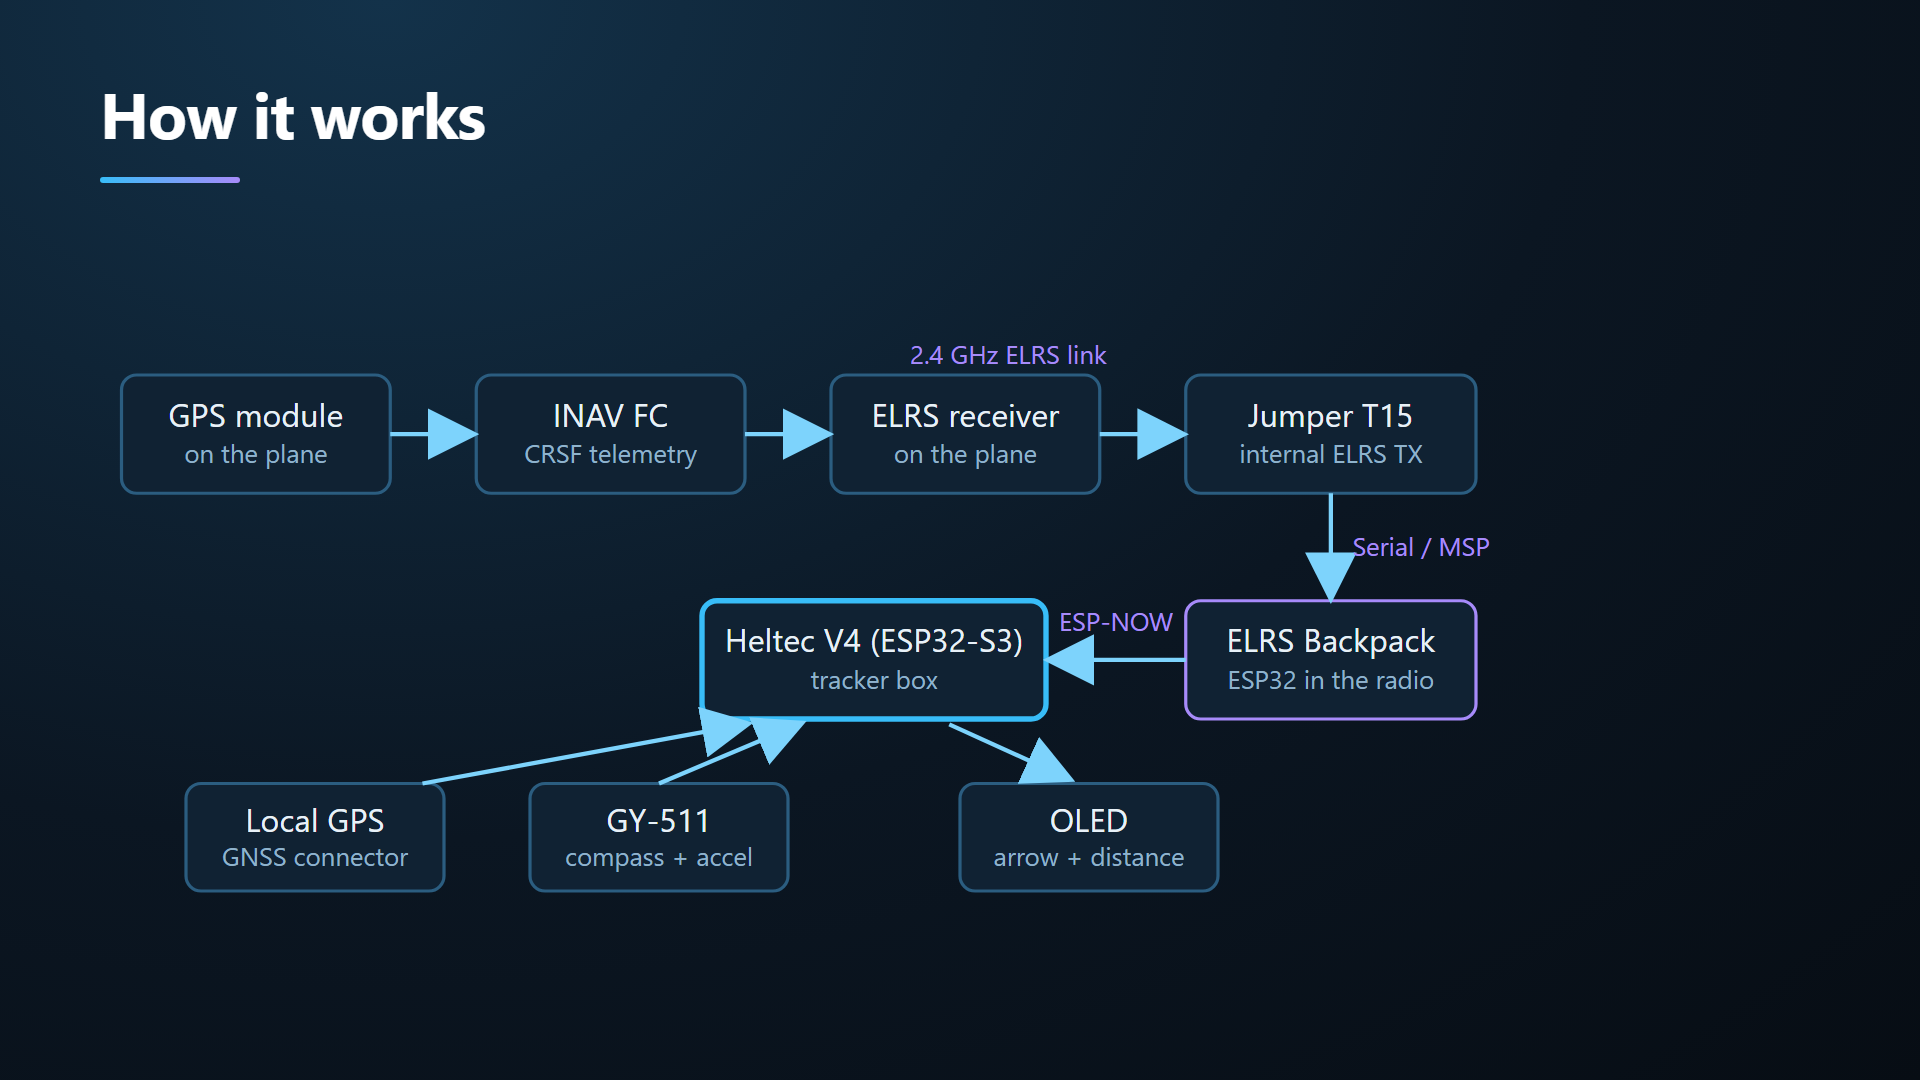 How it works
2.4 GHz ELRS link
GPS module
on the plane
INAV FC
CRSF telemetry
ELRS receiver
on the plane
Jumper T15
internal ELRS TX
Serial / MSP
Heltec V4 (ESP32-S3)
tracker box
ESP-NOW
ELRS Backpack
ESP32 in the radio
Local GPS
GNSS connector
GY-511
compass + accel
OLED
arrow + distance